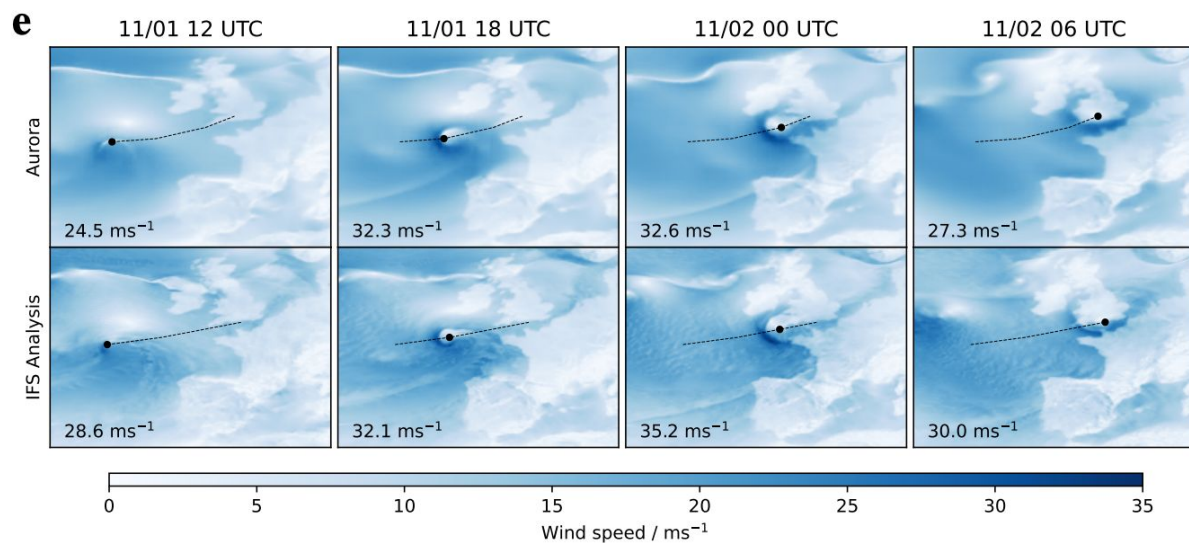 e
11/01 12 UTC 11/01 18 UTC 11/02 00 UTC 11/02 06 UTC
Aurora
24.5 ms⁻¹ 32.3 ms⁻¹ 32.6 ms⁻¹ 27.3 ms⁻¹
IFS Analysis
28.6 ms⁻¹ 32.1 ms⁻¹ 35.2 ms⁻¹ 30.0 ms⁻¹
0 5 10 15 20 25 30 35
Wind speed / ms⁻¹